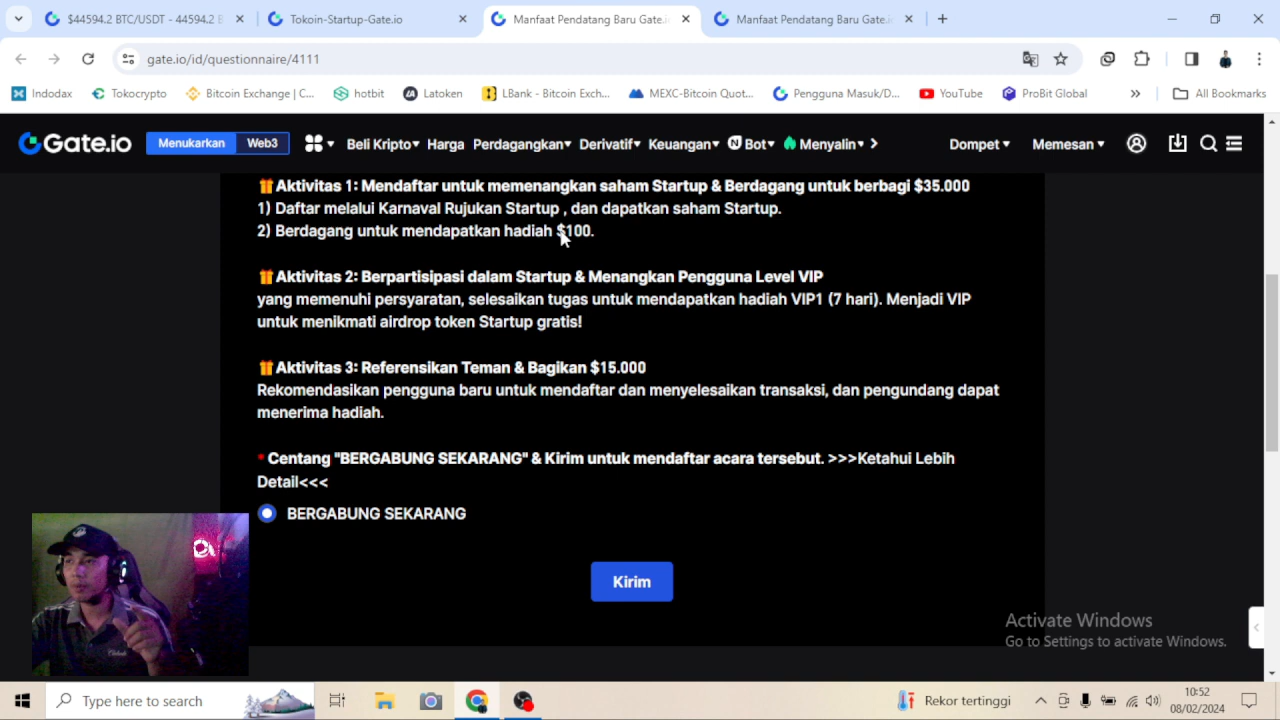 $44594.2 BTC/USDT - 44594.2 B
Tokoin-Startup-Gate.io
Manfaat Pendatang Baru Gate.i
Manfaat Pendatang Baru Gate.i
gate.io/id/questionnaire/4111
Indodax
Tokocrypto
Bitcoin Exchange | C...
hotbit
Latoken
LBank - Bitcoin Exch...
MEXC-Bitcoin Quot...
Pengguna Masuk/D...
YouTube
ProBit Global
All Bookmarks
Gate.io
Menukarkan
Web3
Beli Kripto
Harga
Perdagangan
Derivatif
Keuangan
Bot
Menyalin
Dompet
Memesan
Aktivitas 1: Mendaftar untuk memenangkan saham Startup & Berdagang untuk berbagi $35.000
1) Daftar melalui Karnaval Rujukan Startup , dan dapatkan saham Startup.
2) Berdagang untuk mendapatkan hadiah $100.
Aktivitas 2: Berpartisipasi dalam Startup & Menangkan Pengguna Level VIP
yang memenuhi persyaratan, selesaikan tugas untuk mendapatkan hadiah VIP1 (7 hari). Menjadi VIP
untuk menikmati airdrop token Startup gratis!
Aktivitas 3: Referensikan Teman & Bagikan $15.000
Rekomendasikan pengguna baru untuk mendaftar dan menyelesaikan transaksi, dan pengundang dapat
menerima hadiah.
* Centang "BERGABUNG SEKARANG" & Kirim untuk mendaftar acara tersebut. >>>Ketahui Lebih
Detail<<<
BERGABUNG SEKARANG
Kirim
Activate Windows
Go to Settings to activate Windows.
Type here to search
Rekor tertinggi
10:52
08/02/2024